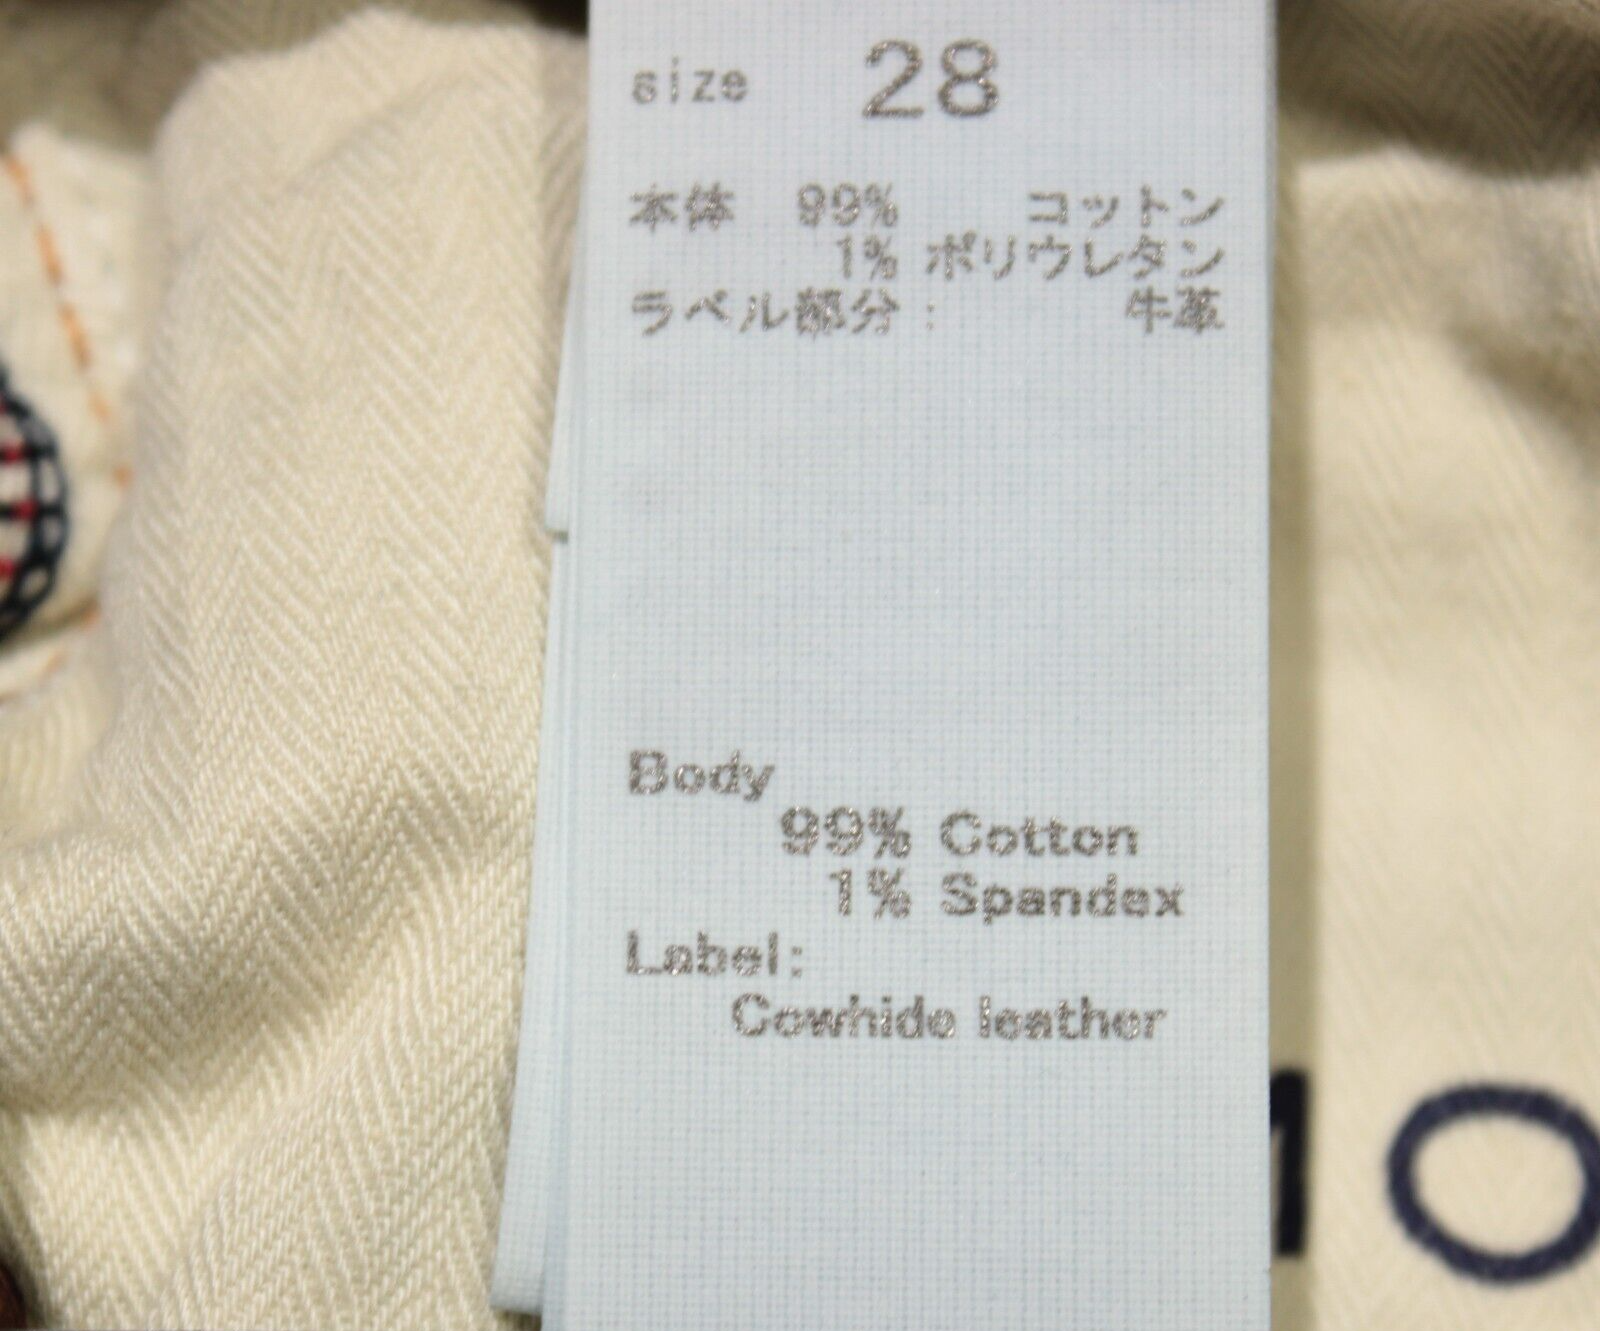 size 28
本体 99% コットン
1% ポリウレタン
ラベル部分: 牛革
Body
99% Cotton
1% Spandex
Label:
Cowhide leather
O